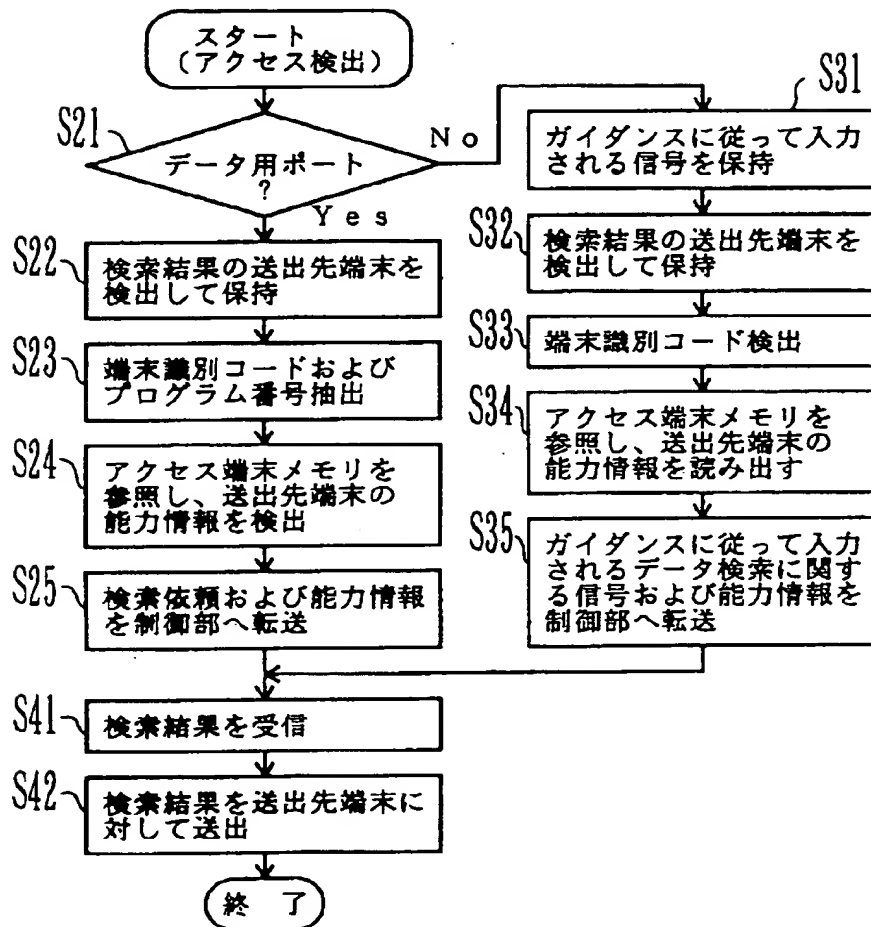 スタート
(アクセス検出)
S21
データ用ポート
?
No
Yes
S22
検索結果の送出先端末を
検出して保持
S23
端末識別コードおよび
プログラム番号抽出
S24
アクセス端末メモリを
参照し、送出先端末の
能力情報を検出
S25
検索依頼および能力情報
を制御部へ転送
S31
ガイダンスに従って入力
される信号を保持
S32
検索結果の送出先端末を
検出して保持
S33
端末識別コード検出
S34
アクセス端末メモリを
参照し、送出先端末の
能力情報を読み出す
S35
ガイダンスに従って入力
されるデータ検索に関す
る信号および能力情報を
制御部へ転送
S41
検索結果を受信
S42
検索結果を送出先端末に
対して送出
終了